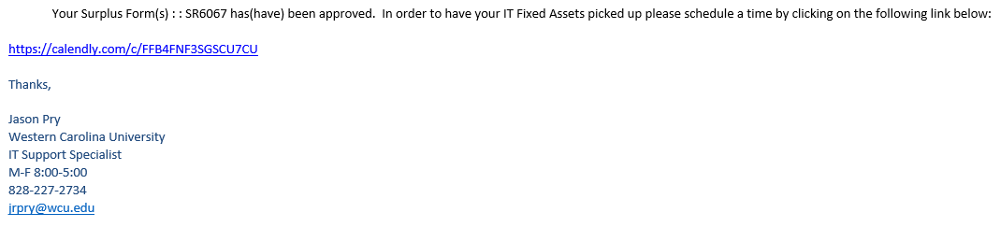 Your Surplus Form(s) : : SR6067 has(have) been approved.  In order to have your IT Fixed Assets picked up please schedule a time by clicking on the following link below:
https://calendly.com/c/FFB4FNF3SGSCU7CU
Thanks,
Jason Pry
Western Carolina University
IT Support Specialist
M-F 8:00-5:00
828-227-2734
jrpry@wcu.edu